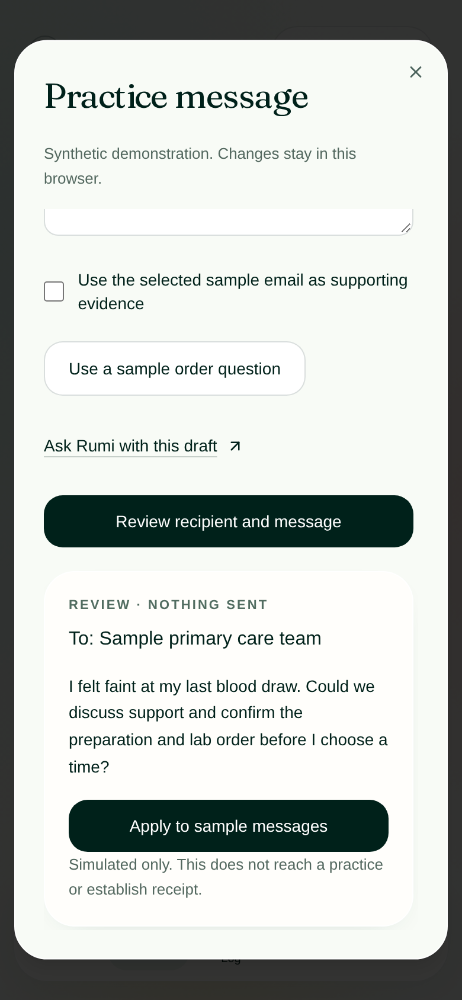 Practice message
Synthetic demonstration. Changes stay in this
browser.
Use the selected sample email as supporting
evidence
Use a sample order question
Ask Rumi with this draft
Review recipient and message
REVIEW · NOTHING SENT
To: Sample primary care team
I felt faint at my last blood draw. Could we
discuss support and confirm the
preparation and lab order before I choose a
time?
Apply to sample messages
Simulated only. This does not reach a practice
or establish receipt.
Log